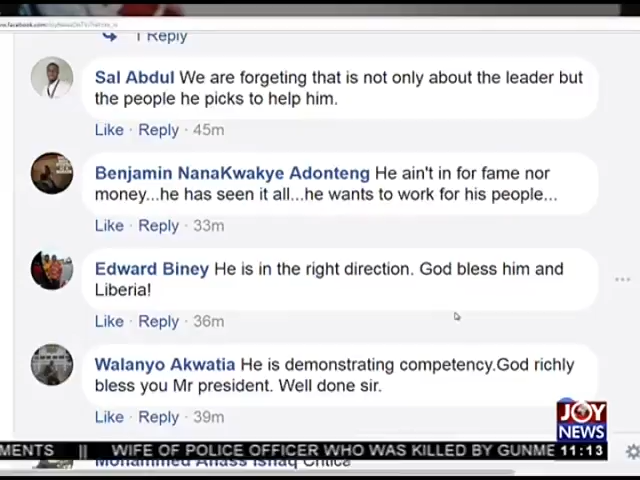 1 Reply
Sal Abdul We are forgeting that is not only about the leader but
the people he picks to help him.
Like · Reply · 45m
Benjamin NanaKwakye Adonteng He ain't in for fame nor
money...he has seen it all...he wants to work for his people...
Like · Reply · 33m
Edward Biney He is in the right direction. God bless him and
Liberia!
Like · Reply · 36m
Walanyo Akwatia He is demonstrating competency.God richly
bless you Mr president. Well done sir.
Like · Reply · 39m
JOY
NEWS
MENTS || WIFE OF POLICE OFFICER WHO WAS KILLED BY GUNME 11:13
Mohammed Anass Ishaq Critica